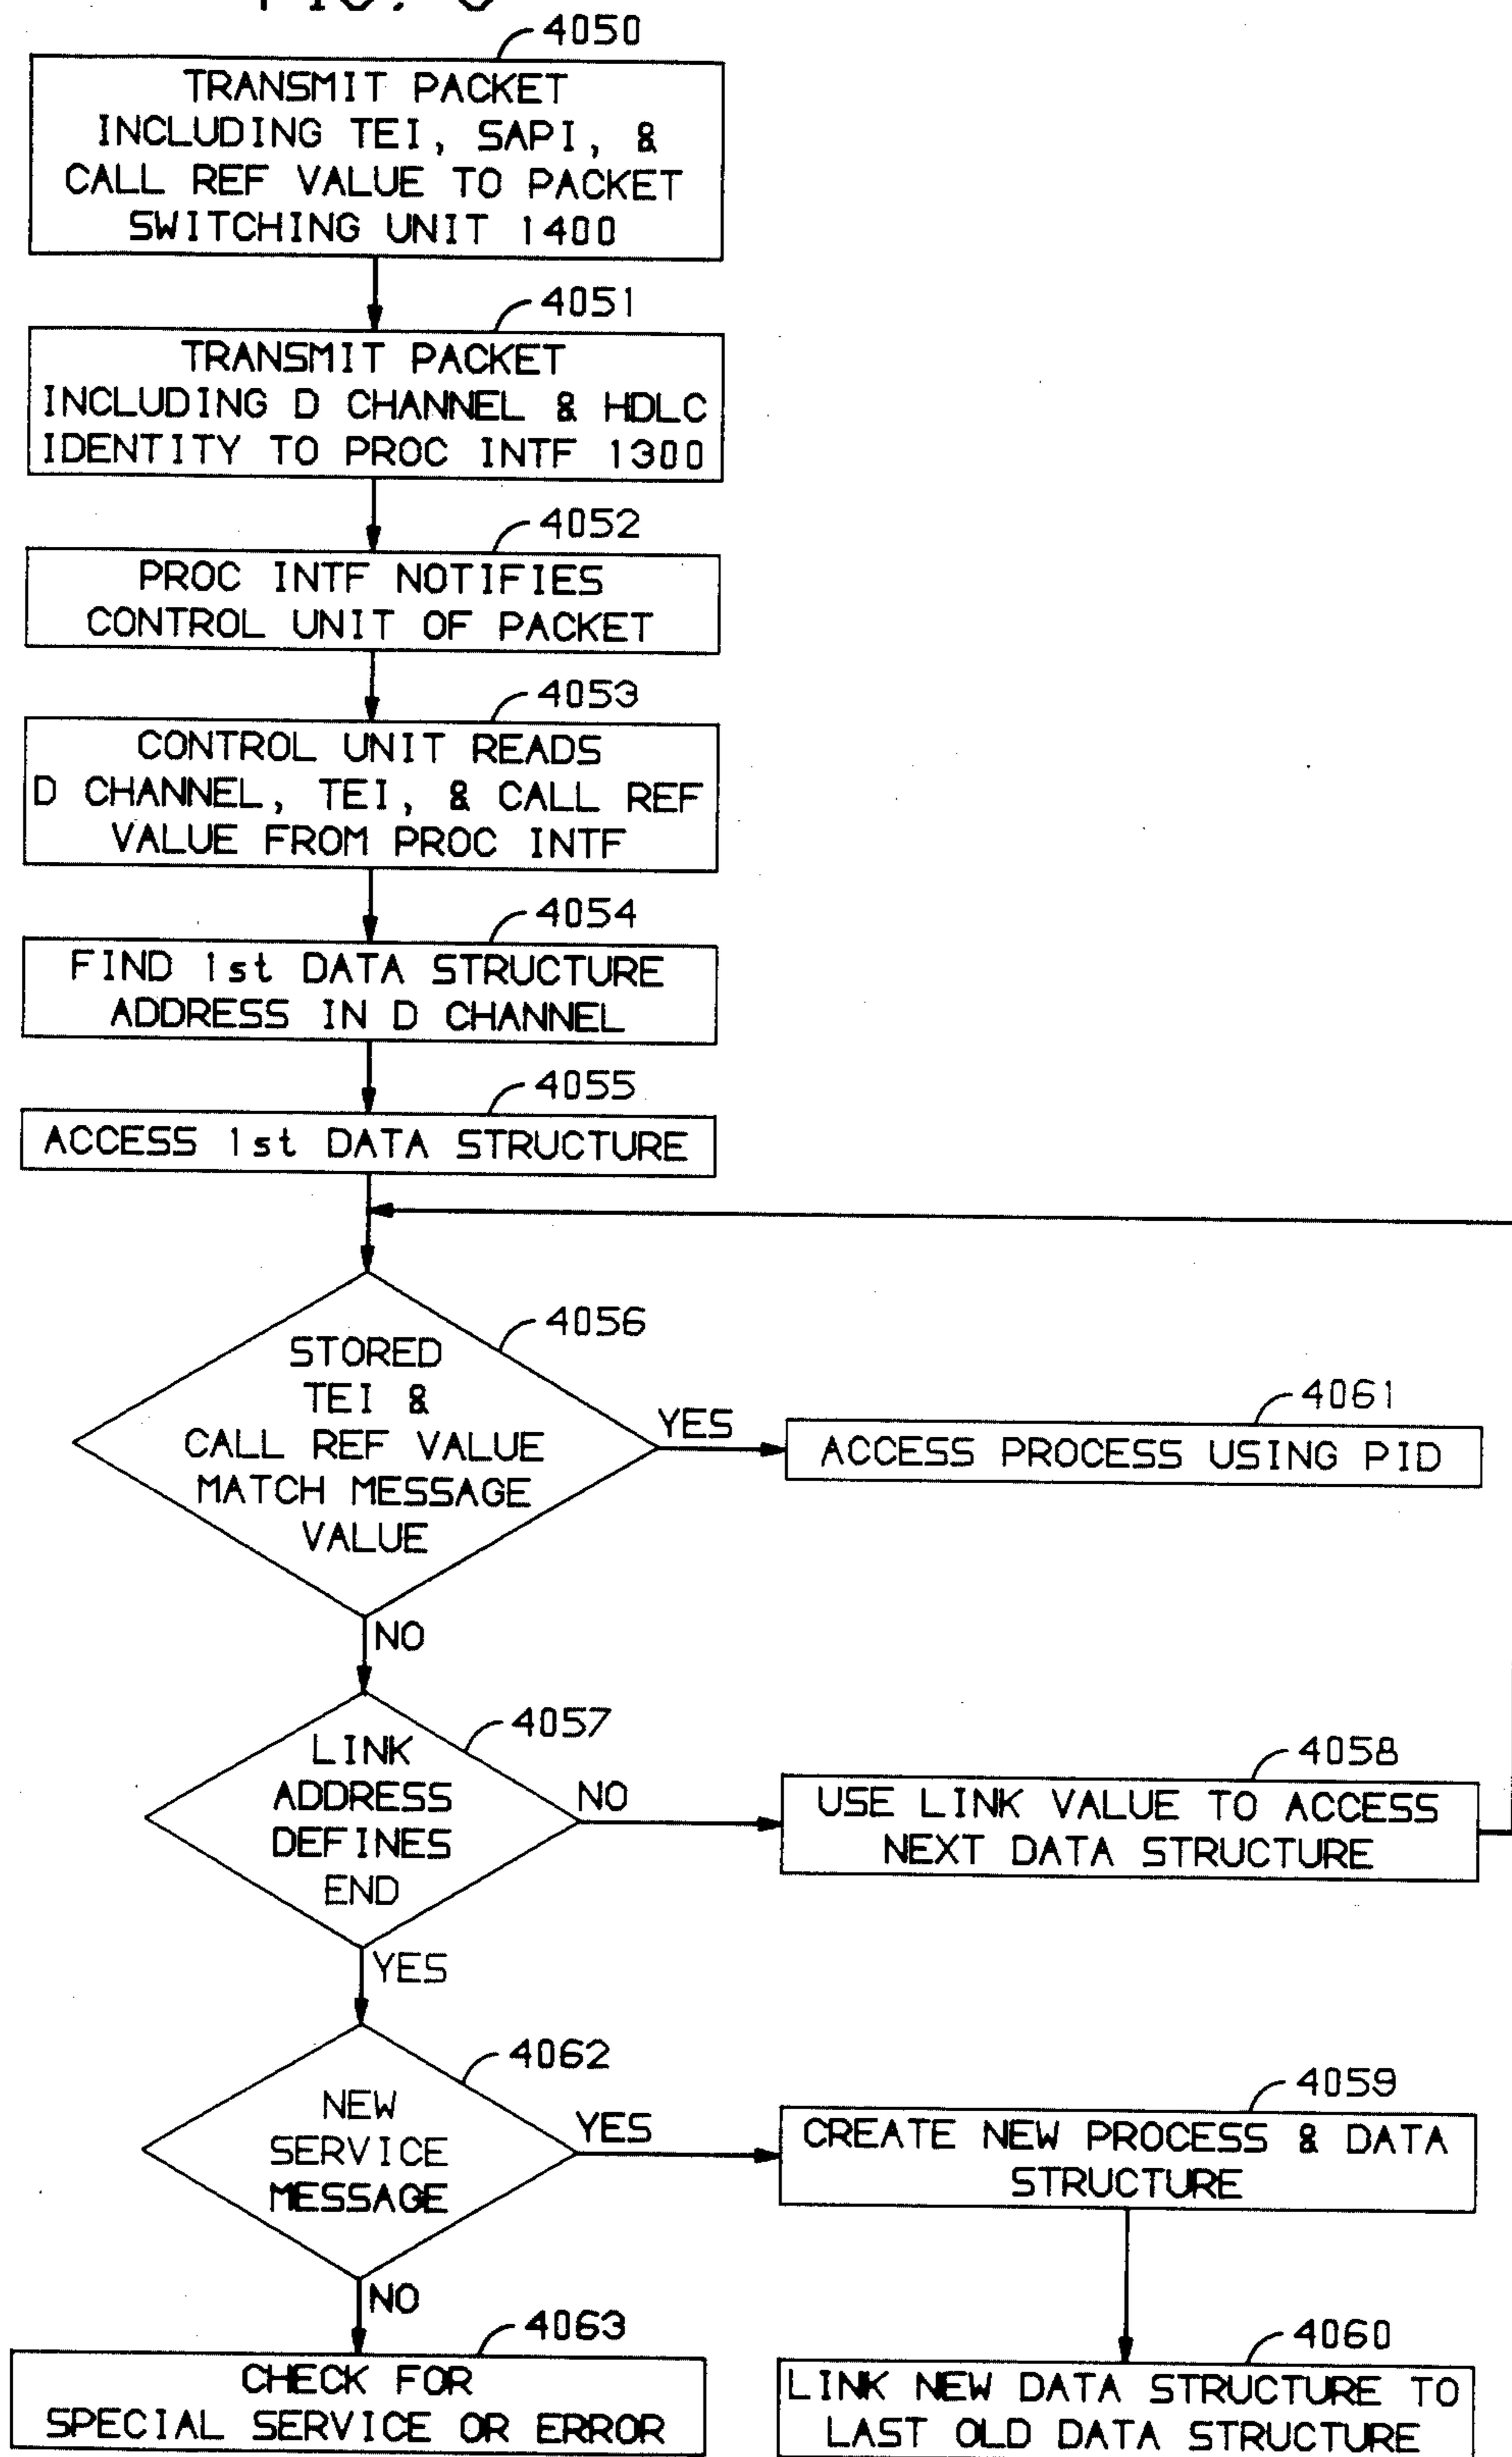 4050
TRANSMIT PACKET
INCLUDING TEI, SAPI, &
CALL REF VALUE TO PACKET
SWITCHING UNIT 1400
4051
TRANSMIT PACKET
INCLUDING D CHANNEL & HDLC
IDENTITY TO PROC INTF 1300
4052
PROC INTF NOTIFIES
CONTROL UNIT OF PACKET
4053
CONTROL UNIT READS
D CHANNEL, TEI, & CALL REF
VALUE FROM PROC INTF
4054
FIND 1st DATA STRUCTURE
ADDRESS IN D CHANNEL
4055
ACCESS 1st DATA STRUCTURE
4056
STORED
TEI &
CALL REF VALUE
MATCH MESSAGE
VALUE
YES
4061
ACCESS PROCESS USING PID
NO
4057
LINK
ADDRESS
DEFINES
END
NO
4058
USE LINK VALUE TO ACCESS
NEXT DATA STRUCTURE
YES
4062
NEW
SERVICE
MESSAGE
YES
4059
CREATE NEW PROCESS & DATA
STRUCTURE
NO
4063
CHECK FOR
SPECIAL SERVICE OR ERROR
4060
LINK NEW DATA STRUCTURE TO
LAST OLD DATA STRUCTURE